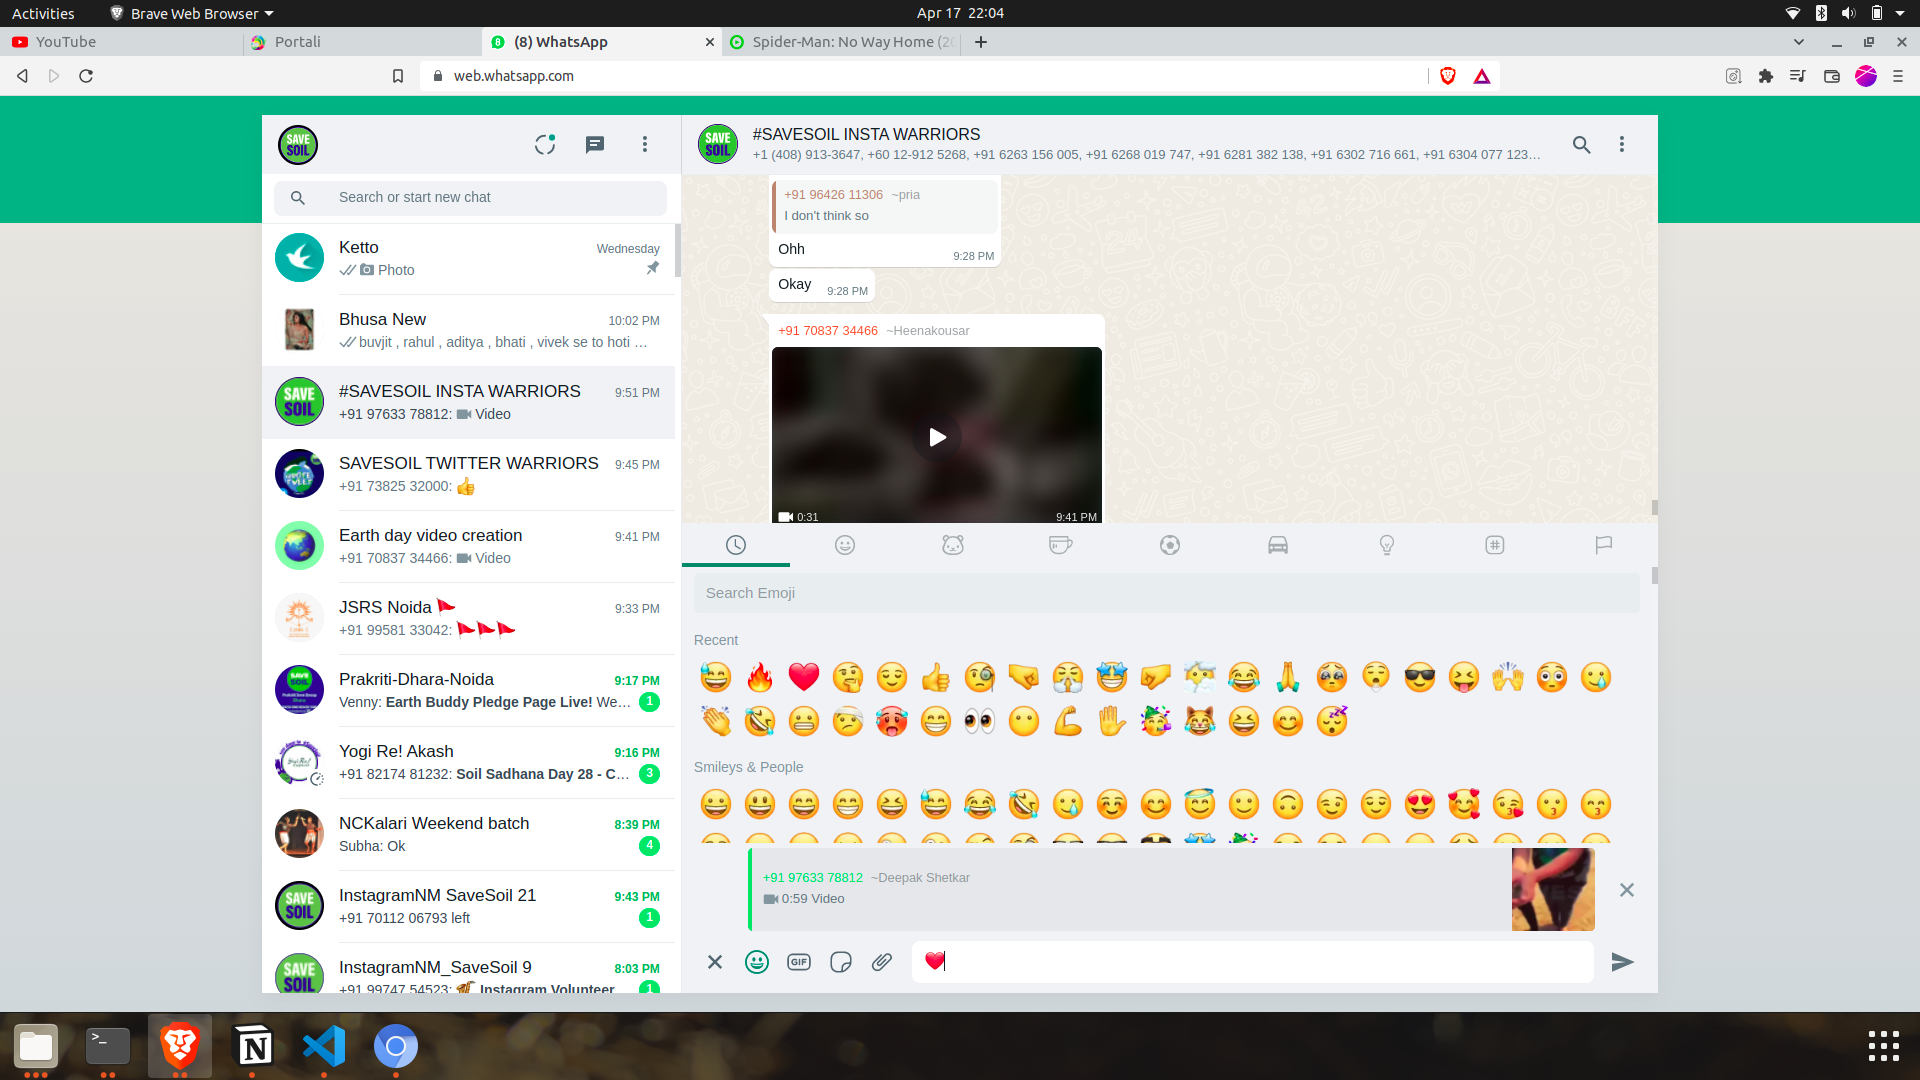 Activities
Brave Web Browser
Apr 17 22:04
YouTube
Portali
(8) WhatsApp
Spider-Man: No Way Home (20
web.whatsapp.com
SAVE SOIL
Search or start new chat
Ketto
Wednesday
Photo
Bhusa New
10:02 PM
buvjit , rahul , aditya , bhati , vivek se to hoti …
SAVE SOIL
#SAVESOIL INSTA WARRIORS
9:51 PM
+91 97633 78812: Video
SAVESOIL TWITTER WARRIORS
9:45 PM
+91 73825 32000: 👍
Earth day video creation
9:41 PM
+91 70837 34466: Video
JSRS Noida 🚩
9:33 PM
+91 99581 33042: 🚩🚩🚩
Prakriti-Dhara-Noida
9:17 PM
Venny: Earth Buddy Pledge Page Live! We…
1
Yogi Re! Akash
9:16 PM
+91 82174 81232: Soil Sadhana Day 28 - C…
3
NCKalari Weekend batch
8:39 PM
Subha: Ok
4
SAVE SOIL
InstagramNM SaveSoil 21
9:43 PM
+91 70112 06793 left
1
SAVE SOIL
InstagramNM_SaveSoil 9
8:03 PM
+91 99747 54523: Instagram Volunteer
1
SAVE SOIL
#SAVESOIL INSTA WARRIORS
+1 (408) 913-3647, +60 12-912 5268, +91 6263 156 005, +91 6268 019 747, +91 6281 382 138, +91 6302 716 661, +91 6304 077 123…
+91 96426 11306 ~pria
I don't think so
Ohh
9:28 PM
Okay
9:28 PM
+91 70837 34466 ~Heenakousar
0:31
9:41 PM
Search Emoji
Recent
Smileys & People
+91 97633 78812 ~Deepak Shetkar
0:59 Video
GIF
❤️